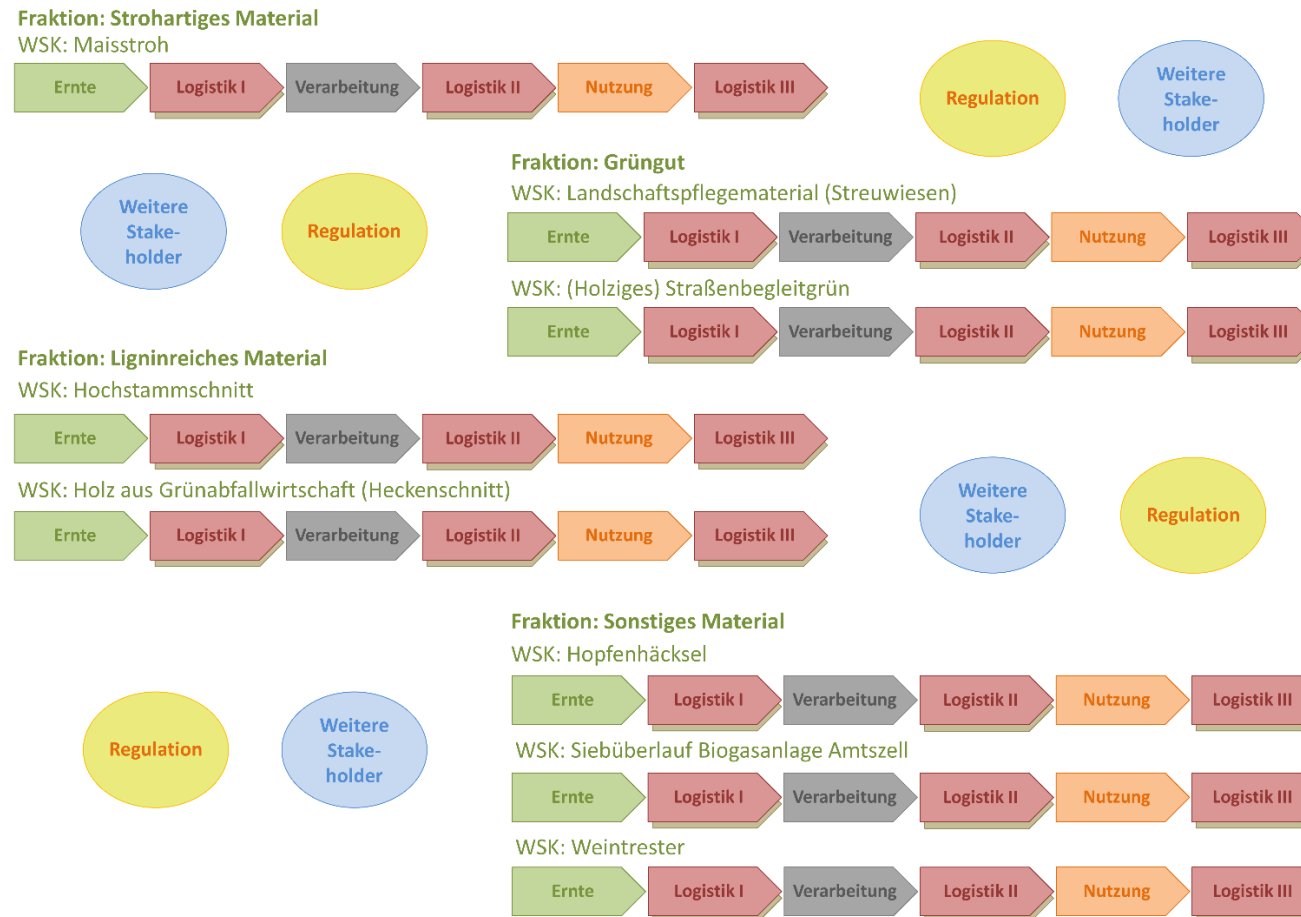 Fraktion: Strohartiges Material
WSK: Maisstroh
Ernte Logistik I Verarbeitung Logistik II Nutzung Logistik III
Regulation
Weitere
Stake-
holder
Weitere
Stake-
holder
Regulation
Fraktion: Grüngut
WSK: Landschaftspflegematerial (Streuwiesen)
Ernte Logistik I Verarbeitung Logistik II Nutzung Logistik III
WSK: (Holziges) Straßenbegleitgrün
Ernte Logistik I Verarbeitung Logistik II Nutzung Logistik III
Fraktion: Ligninreiches Material
WSK: Hochstammschnitt
Ernte Logistik I Verarbeitung Logistik II Nutzung Logistik III
WSK: Holz aus Grünabfallwirtschaft (Heckenschnitt)
Ernte Logistik I Verarbeitung Logistik II Nutzung Logistik III
Weitere
Stake-
holder
Regulation
Fraktion: Sonstiges Material
WSK: Hopfenhäcksel
Ernte Logistik I Verarbeitung Logistik II Nutzung Logistik III
Regulation
Weitere
Stake-
holder
WSK: Siebüberlauf Biogasanlage Amtszell
Ernte Logistik I Verarbeitung Logistik II Nutzung Logistik III
WSK: Weintrester
Ernte Logistik I Verarbeitung Logistik II Nutzung Logistik III